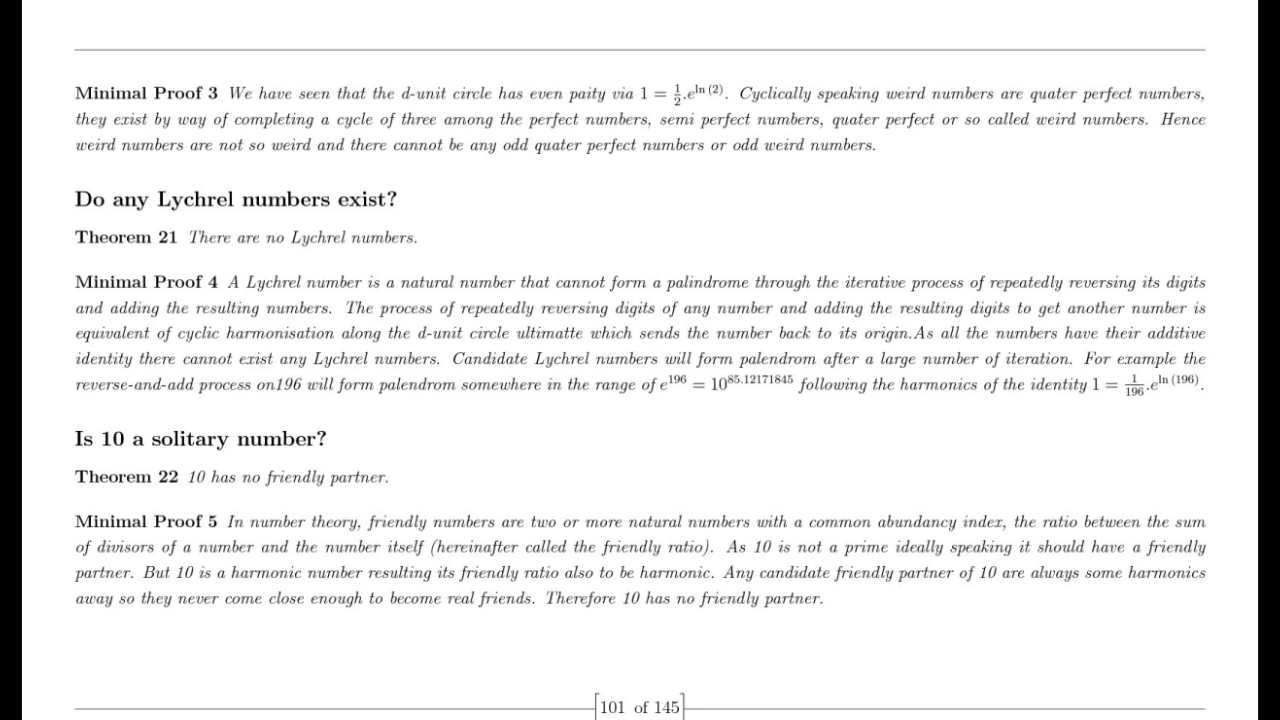 Minimal Proof 3 We have seen that the d-unit circle has even paity via 1 = 1/2 .e^ln (2). Cyclically speaking weird numbers are quater perfect numbers,
they exist by way of completing a cycle of three among the perfect numbers, semi perfect numbers, quater perfect or so called weird numbers. Hence
weird numbers are not so weird and there cannot be any odd quater perfect numbers or odd weird numbers.
Do any Lychrel numbers exist?
Theorem 21 There are no Lychrel numbers.
Minimal Proof 4 A Lychrel number is a natural number that cannot form a palindrome through the iterative process of repeatedly reversing its digits
and adding the resulting numbers. The process of repeatedly reversing digits of any number and adding the resulting digits to get another number is
equivalent of cyclic harmonisation along the d-unit circle ultimatte which sends the number back to its origin.As all the numbers have their additive
identity there cannot exist any Lychrel numbers. Candidate Lychrel numbers will form palendrom after a large number of iteration. For example the
reverse-and-add process on196 will form palendrom somewhere in the range of e^196 = 10^85.12171845 following the harmonics of the identity 1 = 1/196 .e^ln (196).
Is 10 a solitary number?
Theorem 22 10 has no friendly partner.
Minimal Proof 5 In number theory, friendly numbers are two or more natural numbers with a common abundancy index, the ratio between the sum
of divisors of a number and the number itself (hereinafter called the friendly ratio). As 10 is not a prime ideally speaking it should have a friendly
partner. But 10 is a harmonic number resulting its friendly ratio also to be harmonic. Any candidate friendly partner of 10 are always some harmonics
away so they never come close enough to become real friends. Therefore 10 has no friendly partner.
[101 of 145]